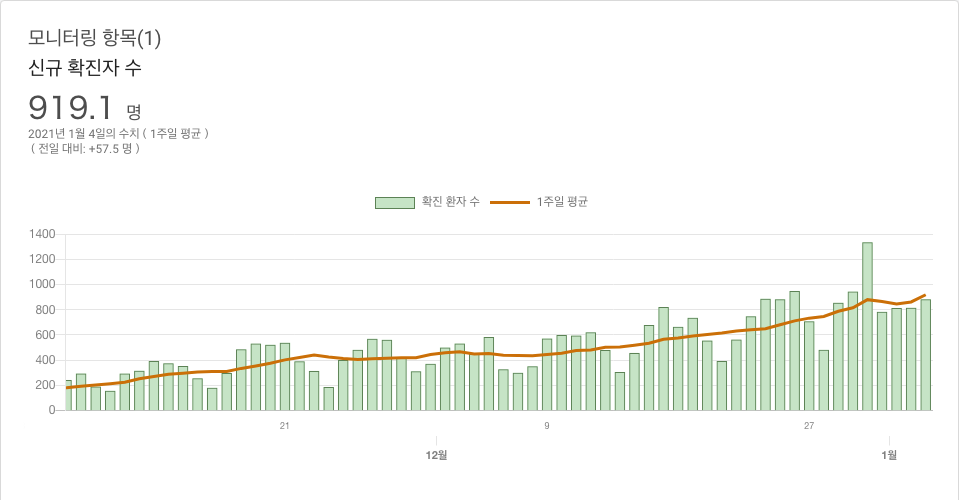 모니터링 항목(1)
신규 확진자 수
919.1 명
2021년 1월 4일의 수치 ( 1주일 평균 )
( 전일 대비: +57.5 명 )
확진 환자 수 1주일 평균
1400
1200
1000
800
600
400
200
0
21 9 27
12월 1월